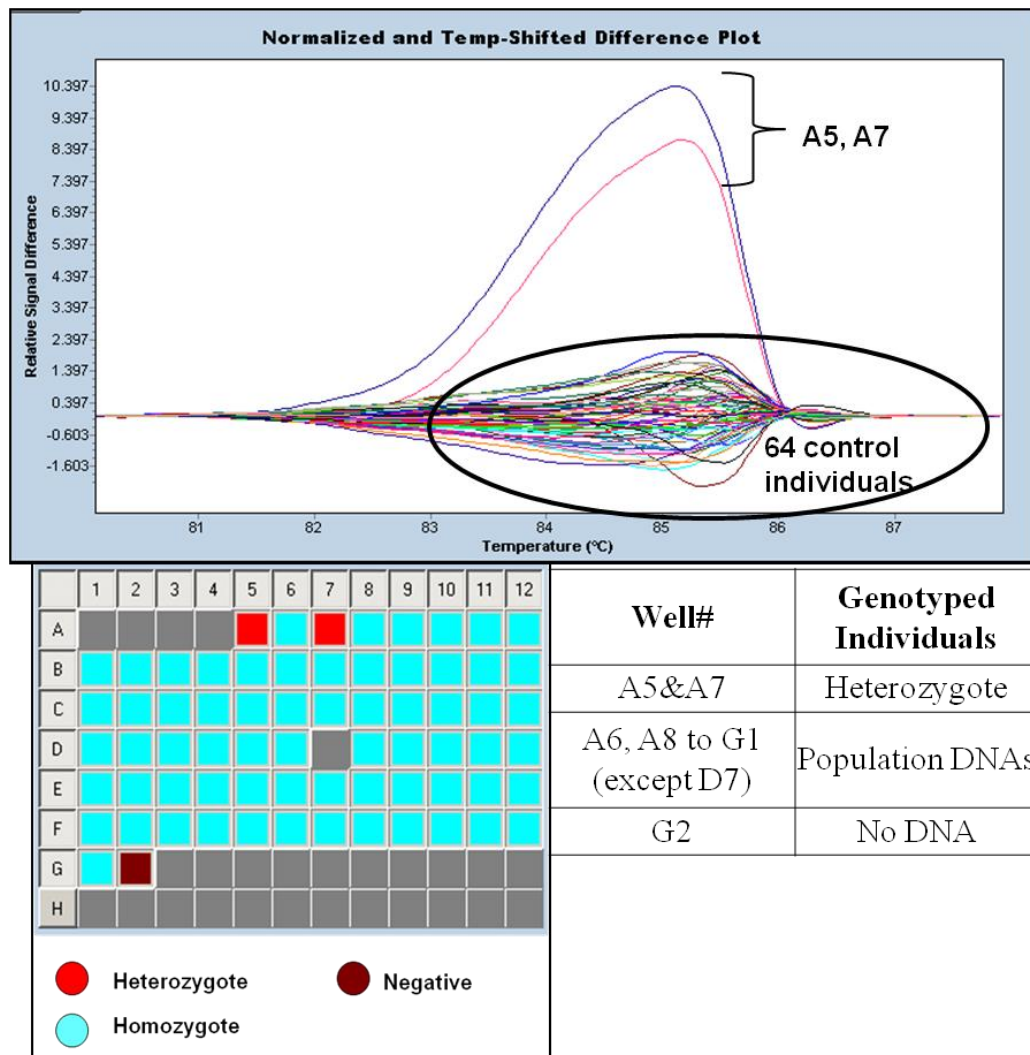 Normalized and Temp-Shifted Difference Plot
10.397
9.397
8.397
7.397
6.397
5.397
4.397
3.397
2.397
1.397
0.397
-0.603
-1.603
Relative Signal Difference
A5, A7
64 control
individuals
81 82 83 84 85 86 87
Temperature (°C)
1 2 3 4 5 6 7 8 9 10 11 12
A
B
C
D
E
F
G
H
Heterozygote
Negative
Homozygote
Well#
Genotyped
Individuals
A5&A7
Heterozygote
A6, A8 to G1
(except D7)
Population DNAs
G2
No DNA